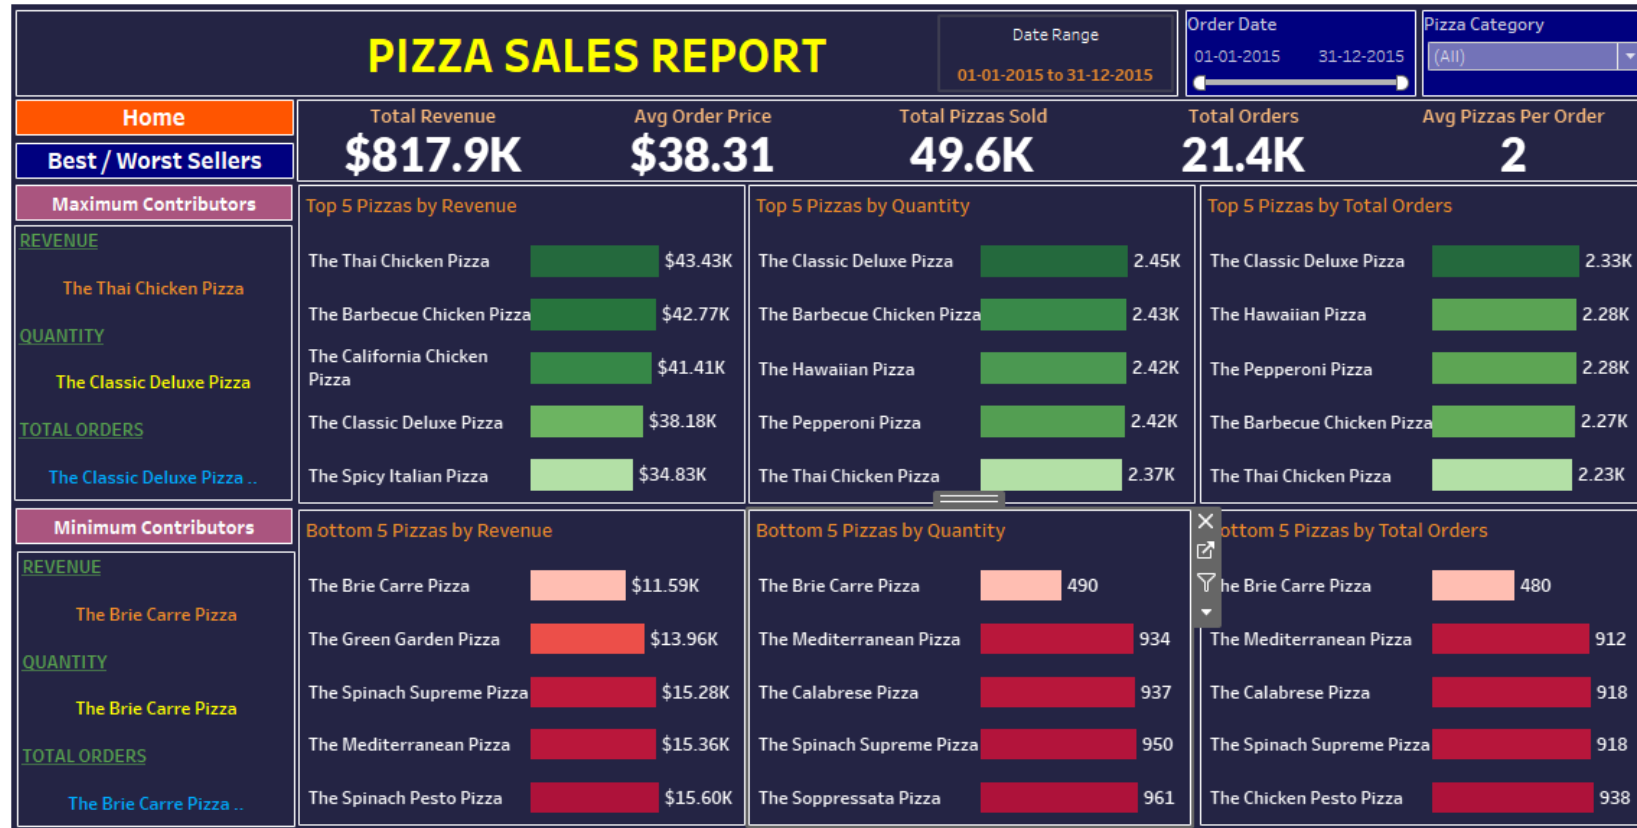 PIZZA SALES REPORT
Date Range
01-01-2015 to 31-12-2015
Order Date
01-01-2015 31-12-2015
Pizza Category
(All)
Home
Best / Worst Sellers
Total Revenue
$817.9K
Avg Order Price
$38.31
Total Pizzas Sold
49.6K
Total Orders
21.4K
Avg Pizzas Per Order
2
Maximum Contributors
REVENUE
The Thai Chicken Pizza
QUANTITY
The Classic Deluxe Pizza
TOTAL ORDERS
The Classic Deluxe Pizza ..
Top 5 Pizzas by Revenue
The Thai Chicken Pizza $43.43K
The Barbecue Chicken Pizza $42.77K
The California Chicken
Pizza $41.41K
The Classic Deluxe Pizza $38.18K
The Spicy Italian Pizza $34.83K
Top 5 Pizzas by Quantity
The Classic Deluxe Pizza 2.45K
The Barbecue Chicken Pizza 2.43K
The Hawaiian Pizza 2.42K
The Pepperoni Pizza 2.42K
The Thai Chicken Pizza 2.37K
Top 5 Pizzas by Total Orders
The Classic Deluxe Pizza 2.33K
The Hawaiian Pizza 2.28K
The Pepperoni Pizza 2.28K
The Barbecue Chicken Pizza 2.27K
The Thai Chicken Pizza 2.23K
Minimum Contributors
REVENUE
The Brie Carre Pizza
QUANTITY
The Brie Carre Pizza
TOTAL ORDERS
The Brie Carre Pizza ..
Bottom 5 Pizzas by Revenue
The Brie Carre Pizza $11.59K
The Green Garden Pizza $13.96K
The Spinach Supreme Pizza $15.28K
The Mediterranean Pizza $15.36K
The Spinach Pesto Pizza $15.60K
Bottom 5 Pizzas by Quantity
The Brie Carre Pizza 490
The Mediterranean Pizza 934
The Calabrese Pizza 937
The Spinach Supreme Pizza 950
The Soppressata Pizza 961
ottom 5 Pizzas by Total Orders
he Brie Carre Pizza 480
The Mediterranean Pizza 912
The Calabrese Pizza 918
The Spinach Supreme Pizza 918
The Chicken Pesto Pizza 938